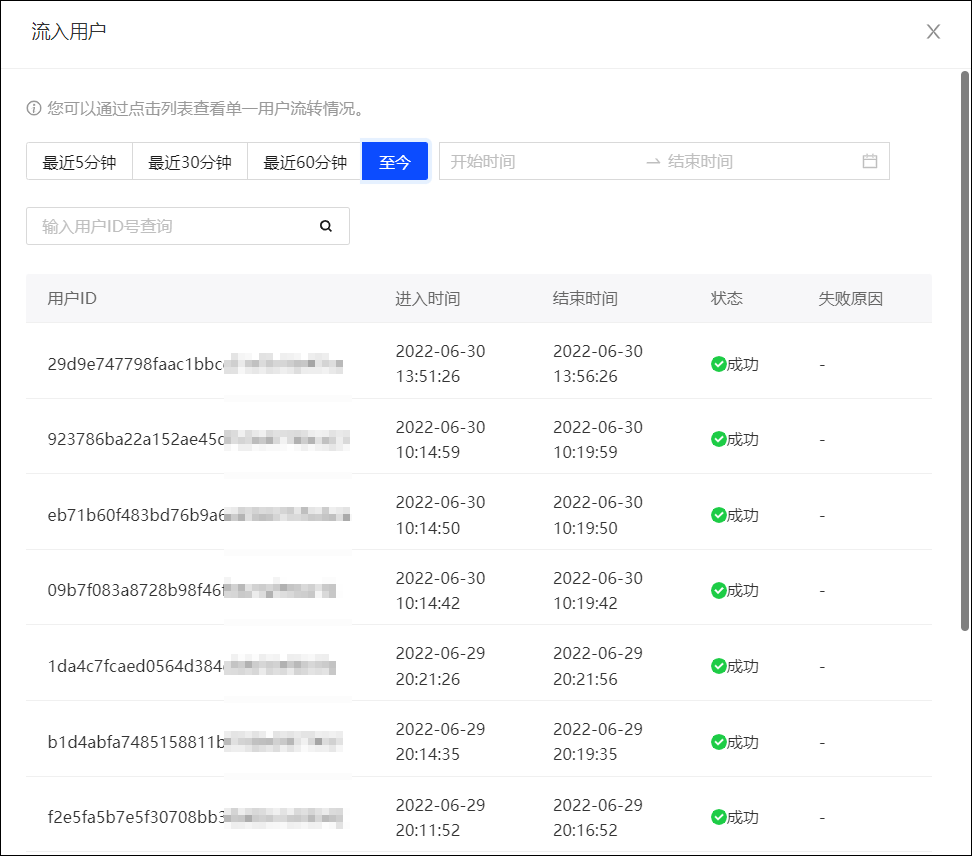 流入用户
您可以通过点击列表查看单一用户流转情况。
最近5分钟 最近30分钟 最近60分钟 至今 开始时间 结束时间
输入用户ID号查询
用户ID 进入时间 结束时间 状态 失败原因
29d9e747798faac1bbc 2022-06-30 13:51:26 2022-06-30 13:56:26 成功 -
923786ba22a152ae45 2022-06-30 10:14:59 2022-06-30 10:19:59 成功 -
eb71b60f483bd76b9a6 2022-06-30 10:14:50 2022-06-30 10:19:50 成功 -
09b7f083a8728b98f46 2022-06-30 10:14:42 2022-06-30 10:19:42 成功 -
1da4c7fcaed0564d384 2022-06-29 20:21:26 2022-06-29 20:21:56 成功 -
b1d4abfa7485158811b 2022-06-29 20:14:35 2022-06-29 20:19:35 成功 -
f2e5fa5b7e5f30708bb3 2022-06-29 20:11:52 2022-06-29 20:16:52 成功 -